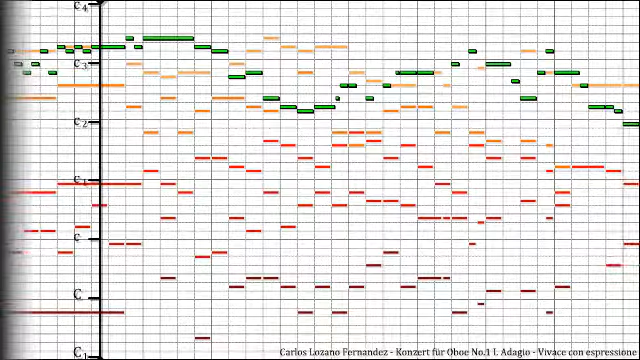 C4
C3
C2
C1
C
C
C1
Carlos Lozano Fernandez - Konzert für Oboe No.1 I. Adagio - Vivace con espressione